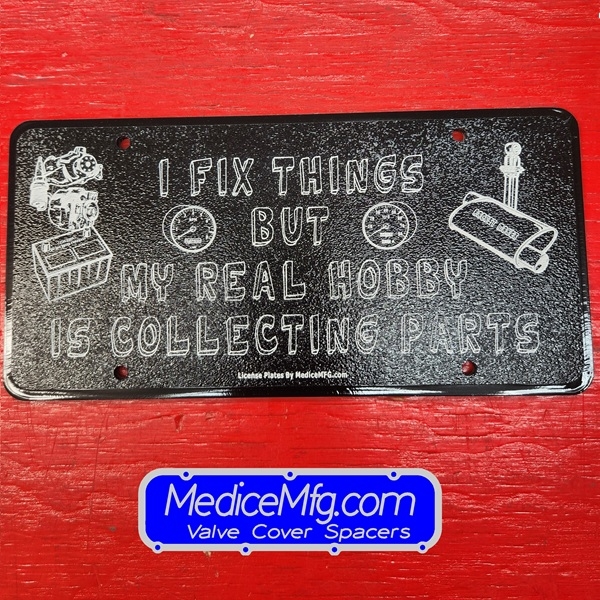 I FIX THINGS
BUT
MY REAL HOBBY
IS COLLECTING PARTS
License Plates By MediceMFG.com
MediceMfg.com
Valve Cover Spacers